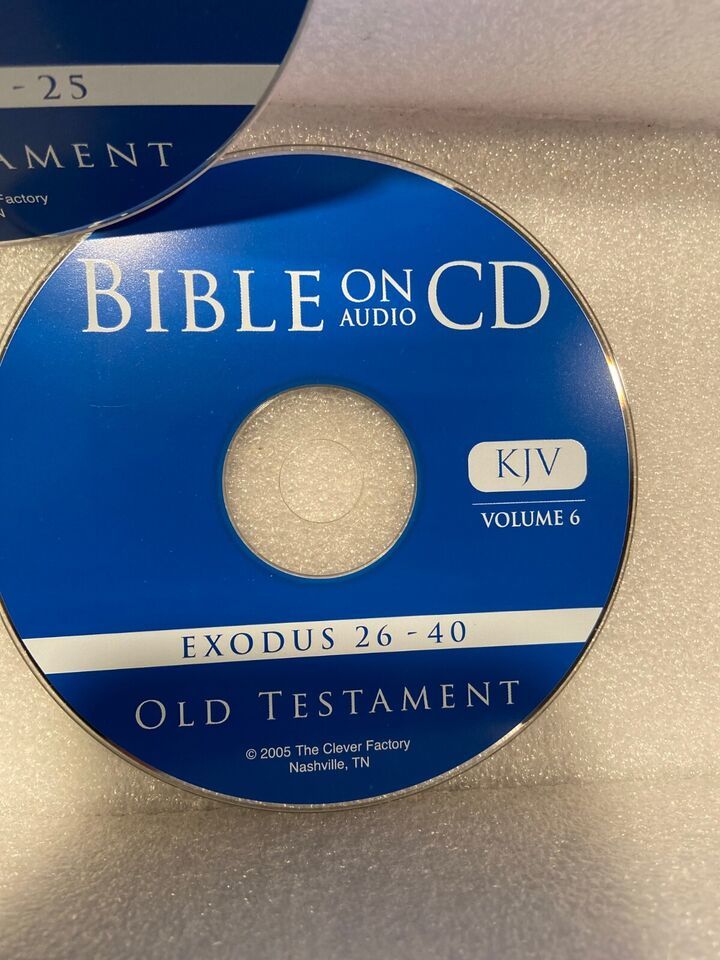 - 25
AMENT
Factory
N
BIBLE ON AUDIO CD
KJV
VOLUME 6
EXODUS 26 - 40
OLD TESTAMENT
© 2005 The Clever Factory
Nashville, TN